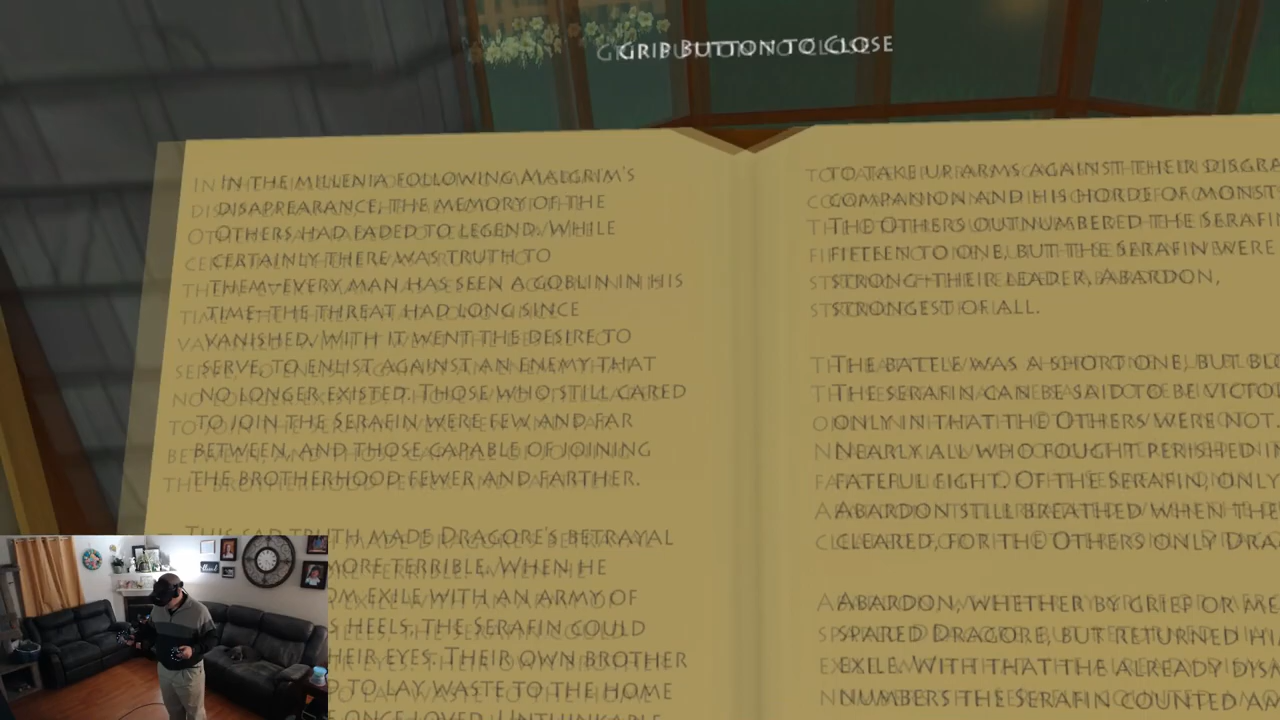 GRIP BUTTON TO CLOSE
IN THE MILLENIA FOLLOWING MALGRIM'S
DISAPPEARANCE, THE MEMORY OF THE
OTHERS HAD FADED TO LEGEND. WHILE
CERTAINLY THERE WAS TRUTH TO
THEM—EVERY MAN HAS SEEN A GOBLIN IN HIS
TIME—THE THREAT HAD LONG SINCE
VANISHED. WITH IT WENT THE DESIRE TO
SERVE, TO ENLIST AGAINST AN ENEMY THAT
NO LONGER EXISTED. THOSE WHO STILL CARED
TO JOIN THE SERAFIN WERE FEW AND FAR
BETWEEN, AND THOSE CAPABLE OF JOINING
THE BROTHERHOOD FEWER AND FARTHER.
THIS SAD TRUTH MADE DRAGORE'S BETRAYAL
MORE TERRIBLE. WHEN HE
EXILE WITH AN ARMY OF
HEELS, THE SERAFIN COULD
THEIR EYES. THEIR OWN BROTHER
TO LAY WASTE TO THE HOME
ONCE LOVED. UNTHINKABLE
TO TAKE UP ARMS AGAINST THEIR
COMPANION AND HIS HORDE OF
THE OTHERS OUTNUMBERED THE
FIFTEEN TO ONE, BUT THE SERAFIN WERE
STRONG—THEIR LEADER, ABARDON,
STRONGEST OF ALL.
THE BATTLE WAS A SHORT ONE, BUT
THE SERAFIN CAN BE SAID TO BE
ONLY IN THAT THE OTHERS WERE NOT.
NEARLY ALL WHO FOUGHT PERISHED IN
FATEFUL FIGHT. OF THE SERAFIN, ONLY
ABARDON STILL BREATHED WHEN THE
CLEARED, FOR THE OTHERS ONLY
ABARDON, WHETHER BY GRIEF OR
SPARED DRAGORE, BUT RETURNED
EXILE. WITH THAT THE ALREADY
NUMBERS THE SERAFIN COUNTED